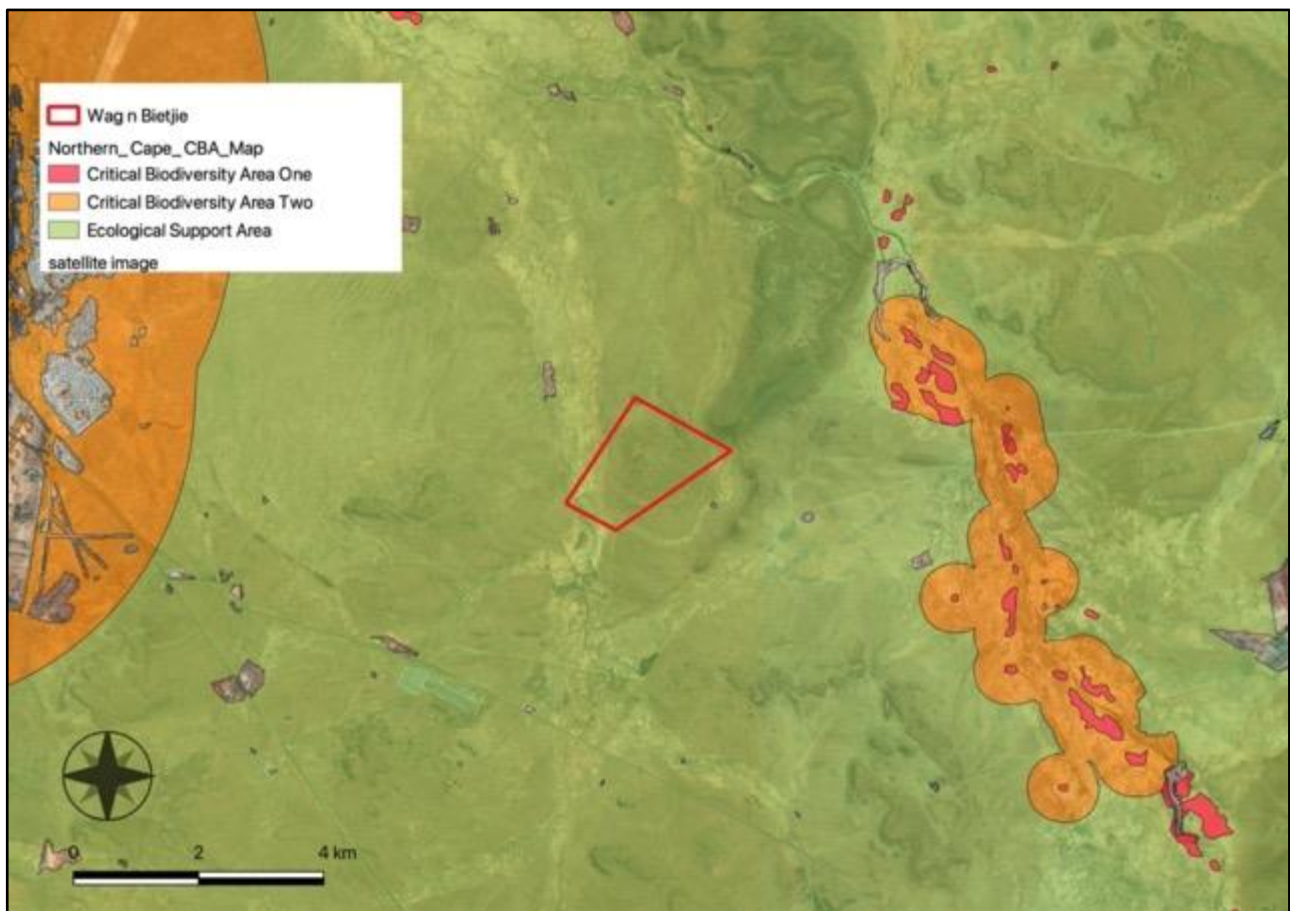 Wag n Bietjie
Northern_Cape_CBA_Map
Critical Biodiversity Area One
Critical Biodiversity Area Two
Ecological Support Area
satellite image
0 2 4 km